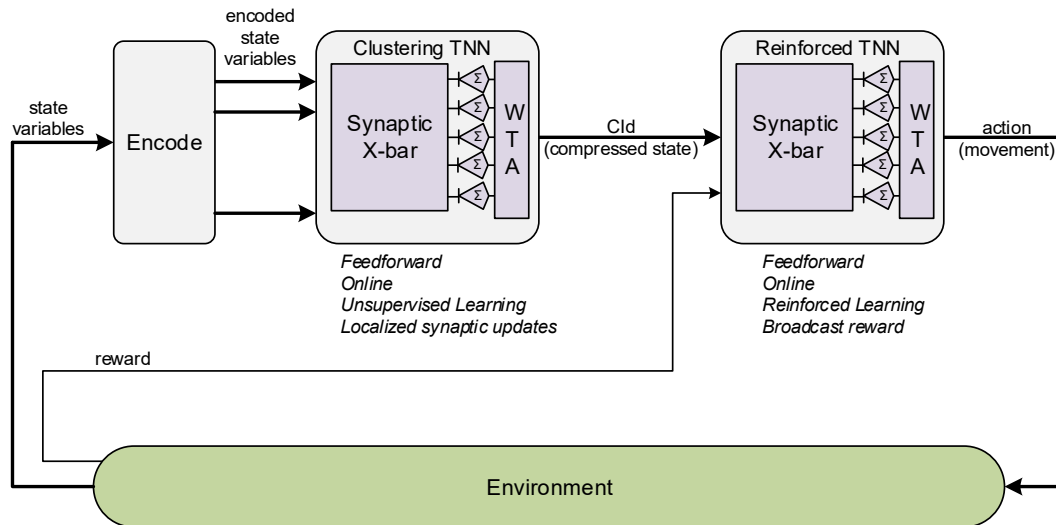 encoded
state
variables
state
variables
Encode
Clustering TNN
Synaptic
X-bar
Σ
Σ
Σ
Σ
Σ
W
T
A
CId
(compressed state)
Reinforced TNN
Synaptic
X-bar
Σ
Σ
Σ
Σ
Σ
W
T
A
action
(movement)
Feedforward
Online
Unsupervised Learning
Localized synaptic updates
Feedforward
Online
Reinforced Learning
Broadcast reward
reward
Environment